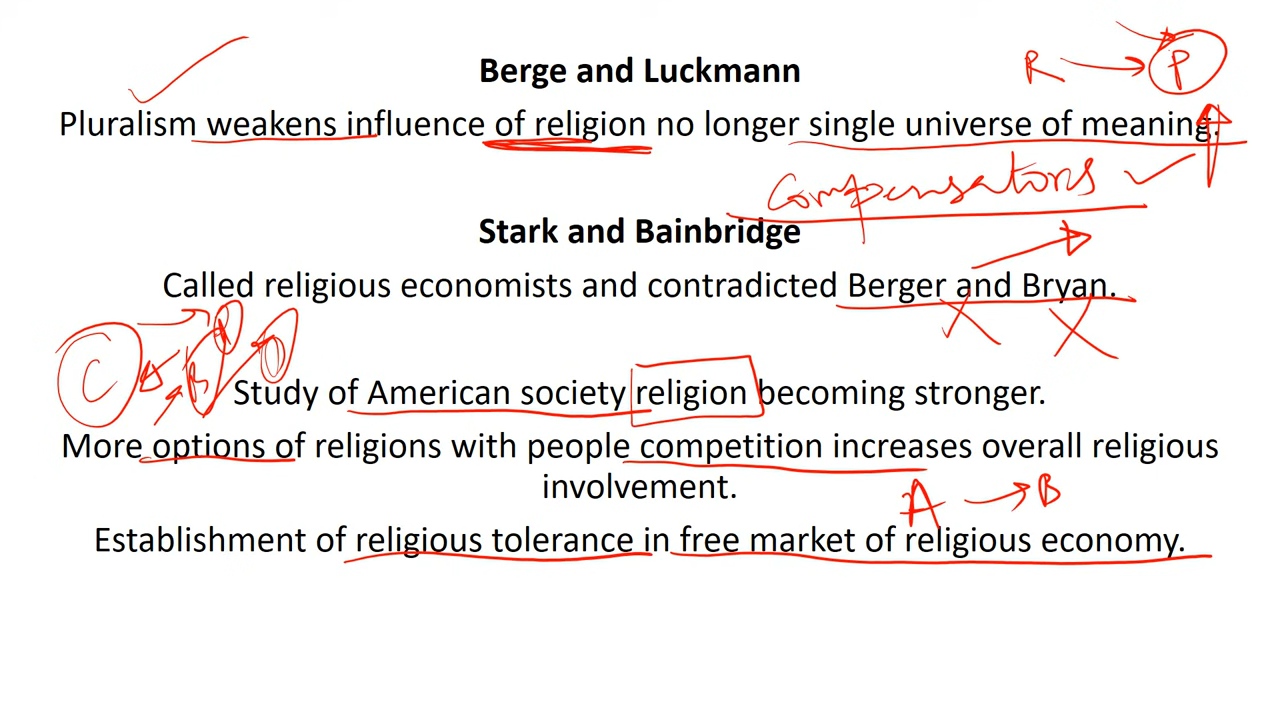 Berge and Luckmann
R P
Pluralism weakens influence of religion no longer single universe of meaning.
Compensators
Stark and Bainbridge
Called religious economists and contradicted Berger and Bryan.
C A B
Study of American society religion becoming stronger.
More options of religions with people competition increases overall religious
involvement.
A B
Establishment of religious tolerance in free market of religious economy.